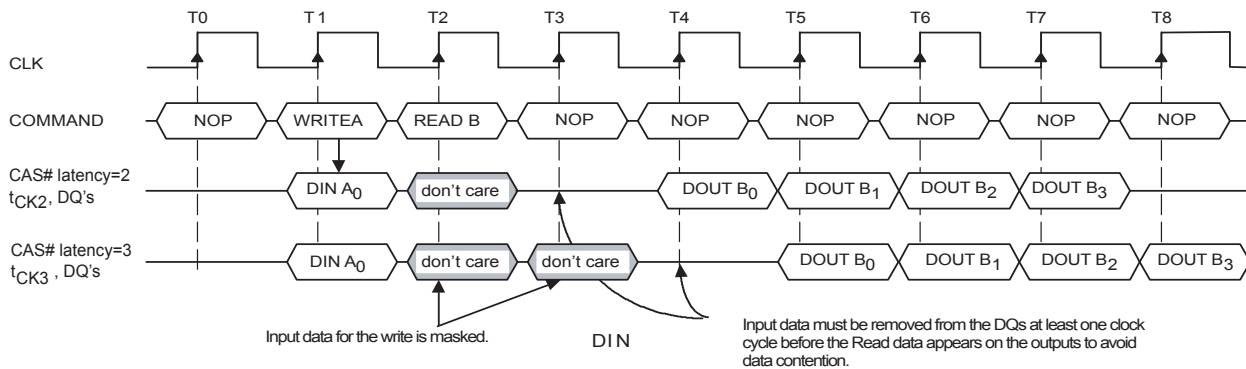 T0 T1 T2 T3 T4 T5 T6 T7 T8
CLK
COMMAND NOP WRITEA READ B NOP NOP NOP NOP NOP NOP
CAS# latency=2
tCK2, DQ's DIN A0 don't care DOUT B0 DOUT B1 DOUT B2 DOUT B3
CAS# latency=3
tCK3 , DQ's DIN A0 don't care don't care DOUT B0 DOUT B1 DOUT B2 DOUT B3
Input data for the write is masked.
DIN
Input data must be removed from the DQs at least one clock
cycle before the Read data appears on the outputs to avoid
data contention.